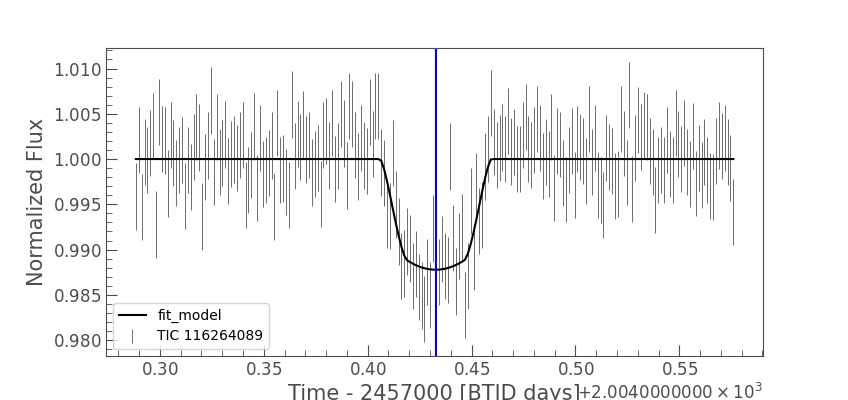 Normalized Flux
1.010
1.005
1.000
0.995
0.990
0.985
0.980
fit_model
TIC 116264089
0.30 0.35 0.40 0.45 0.50 0.55
Time - 2457000 [BTJD days]
+2.0040000000 × 10³